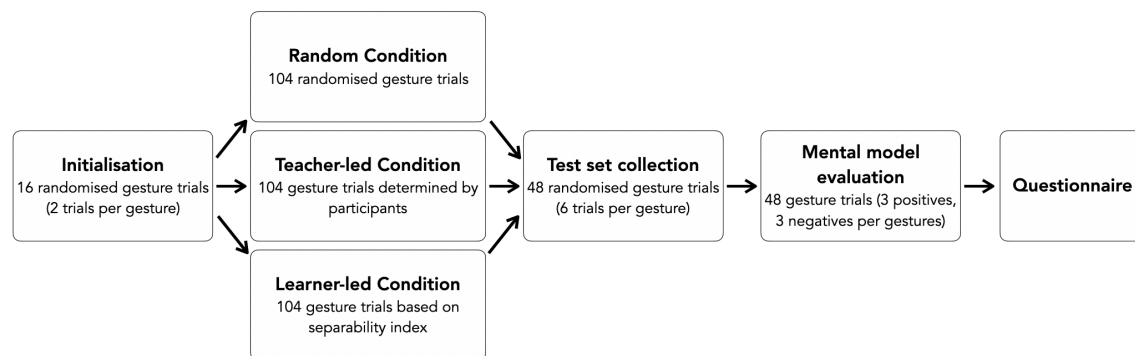 Random Condition
104 randomised gesture trials
Initialisation
16 randomised gesture trials
(2 trials per gesture)
Teacher-led Condition
104 gesture trials determined by
participants
Learner-led Condition
104 gesture trials based on
separability index
Test set collection
48 randomised gesture trials
(6 trials per gesture)
Mental model
evaluation
48 gesture trials (3 positives,
3 negatives per gestures)
Questionnaire